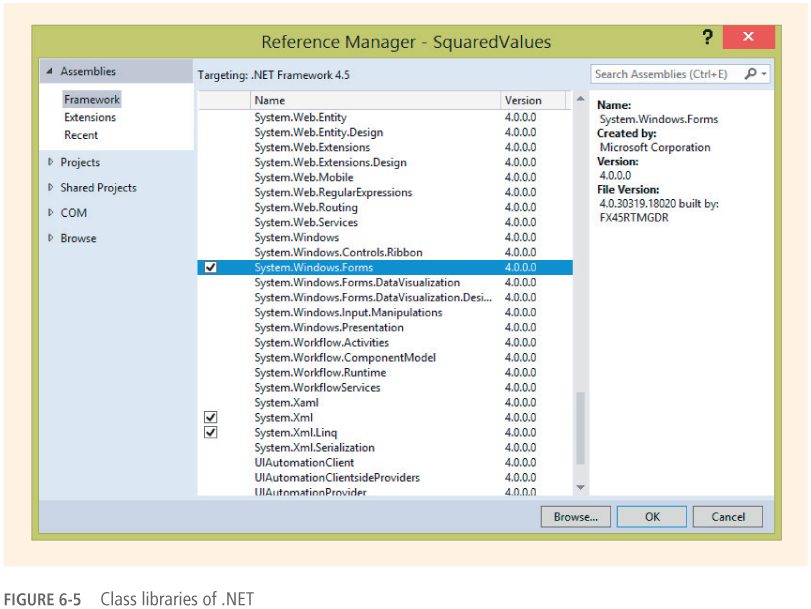 Reference Manager - SquaredValues
?
x
Assemblies
Framework
Extensions
Recent
Projects
Shared Projects
COM
Browse
Targeting: .NET Framework 4.5
Search Assemblies (Ctrl+E)
Name Version
System.Web.Entity 4.0.0.0
System.Web.Entity.Design 4.0.0.0
System.Web.Extensions 4.0.0.0
System.Web.Extensions.Design 4.0.0.0
System.Web.Mobile 4.0.0.0
System.Web.RegularExpressions 4.0.0.0
System.Web.Routing 4.0.0.0
System.Web.Services 4.0.0.0
System.Windows 4.0.0.0
System.Windows.Controls.Ribbon 4.0.0.0
System.Windows.Forms 4.0.0.0
System.Windows.Forms.DataVisualization 4.0.0.0
System.Windows.Forms.DataVisualization.Desi... 4.0.0.0
System.Windows.Input.Manipulations 4.0.0.0
System.Windows.Presentation 4.0.0.0
System.Workflow.Activities 4.0.0.0
System.Workflow.ComponentModel 4.0.0.0
System.Workflow.Runtime 4.0.0.0
System.WorkflowServices 4.0.0.0
System.Xaml 4.0.0.0
System.Xml 4.0.0.0
System.Xml.Linq 4.0.0.0
System.Xml.Serialization 4.0.0.0
UIAutomationClient 4.0.0.0
UIAutomationClientsideProviders 4.0.0.0
UIAutomationProvider 4.0.0.0
Name:
System.Windows.Forms
Created by:
Microsoft Corporation
Version:
4.0.0.0
File Version:
4.0.30319.18020 built by:
FX45RTMGDR
Browse... OK Cancel
FIGURE 6-5 Class libraries of .NET